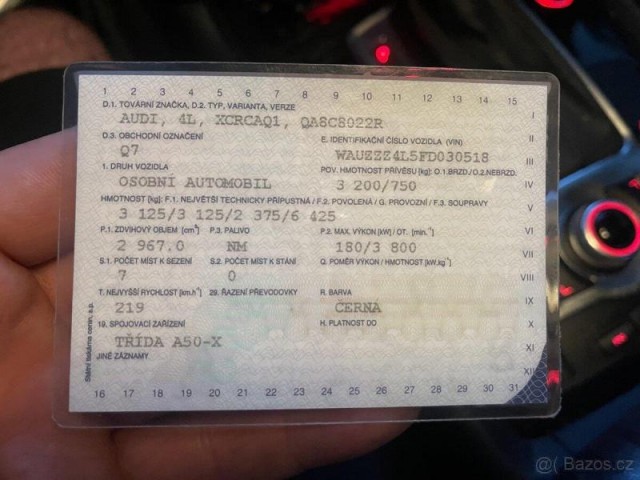 1 2 3 4 5 6 7 8 9 10 11 12 13 14 15
D.1. TOVÁRNÍ ZNAČKA, D.2. TYP, VARIANTA, VERZE I
AUDI, 4L, XCRCAQ1, QA8C8022R
D.3. OBCHODNÍ OZNAČENÍ E. IDENTIFIKAČNÍ ČÍSLO VOZIDLA (VIN) II
Q7 WAUZZZ4L5FD030518 III
1. DRUH VOZIDLA POV. HMOTNOST PŘÍVĚSU [kg]: O.1.BRZD./O.2.NEBRZD.
OSOBNÍ AUTOMOBIL 3 200/750 IV
HMOTNOST [kg]: F.1. NEJVĚTŠÍ TECHNICKY PŘÍPUSTNÁ / F.2. POVOLENÁ / G. PROVOZNÍ / F.3. SOUPRAVY V
3 125/3 125/2 375/6 425
P.1. ZDVIHOVÝ OBJEM [cm³] P.3. PALIVO P.2. MAX. VÝKON [kW] / OT. [min.⁻¹] VI
2 967.0 NM 180/3 800 VII
S.1. POČET MÍST K SEZENÍ S.2. POČET MÍST K STÁNÍ Q. POMĚR VÝKON / HMOTNOST [kW.kg⁻¹]
7 0 VIII
T. NEJVYŠŠÍ RYCHLOST [km.h⁻¹] 29. ŘAZENÍ PŘEVODOVKY R. BARVA IX
219 ČERNÁ
19. SPOJOVACÍ ZAŘÍZENÍ H. PLATNOST DO X
TŘÍDA A50-X XI
JINÉ ZÁZNAMY
XII
16 17 18 19 20 21 22 23 24 25 26 27 28 29 30 31
Státní tiskárna cenin, s.p.
@( Bazos.cz